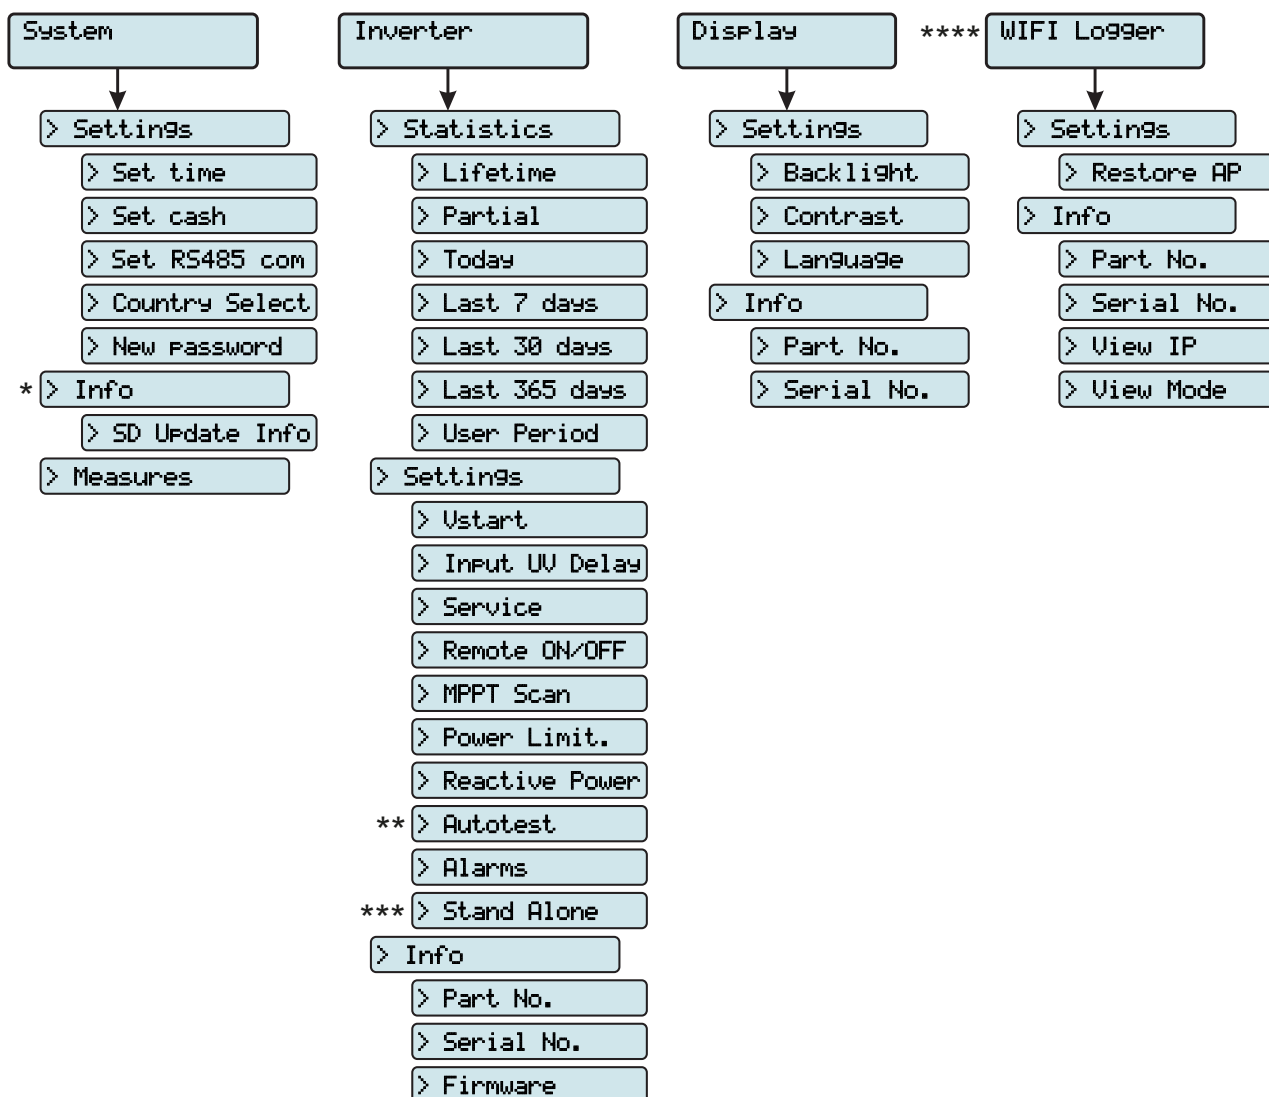 System
> Settings
> Set time
> Set cash
> Set RS485 com
> Country Select
> New password
* > Info
> SD Update Info
> Measures
Inverter
> Statistics
> Lifetime
> Partial
> Today
> Last 7 days
> Last 30 days
> Last 365 days
> User Period
> Settings
> Vstart
> Input UV Delay
> Service
> Remote ON/OFF
> MPPT Scan
> Power Limit.
> Reactive Power
** > Autotest
> Alarms
*** > Stand Alone
> Info
> Part No.
> Serial No.
> Firmware
Display
> Settings
> Backlight
> Contrast
> Language
> Info
> Part No.
> Serial No.
**** WIFI Logger
> Settings
> Restore AP
> Info
> Part No.
> Serial No.
> View IP
> View Mode